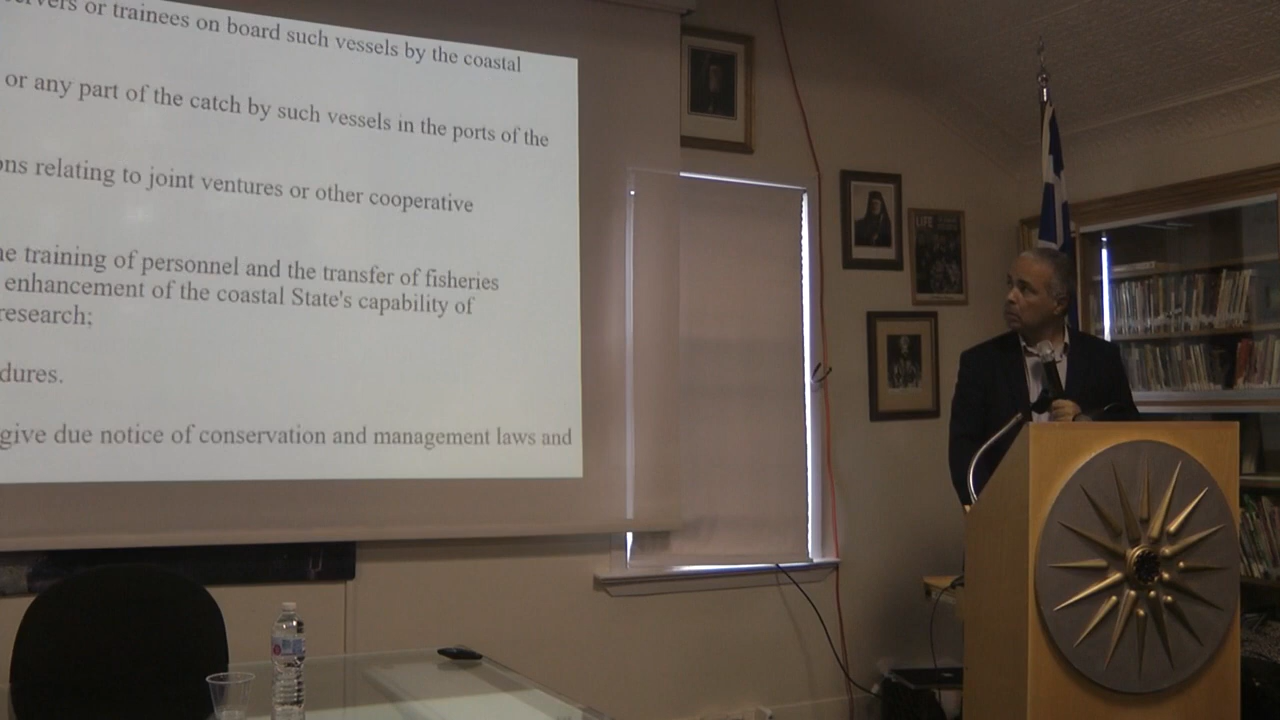 or trainees on board such vessels by the coastal
or any part of the catch by such vessels in the ports of the
ons relating to joint ventures or other cooperative
he training of personnel and the transfer of fisheries
enhancement of the coastal State's capability of
research;
dures.
give due notice of conservation and management laws and
LIFE